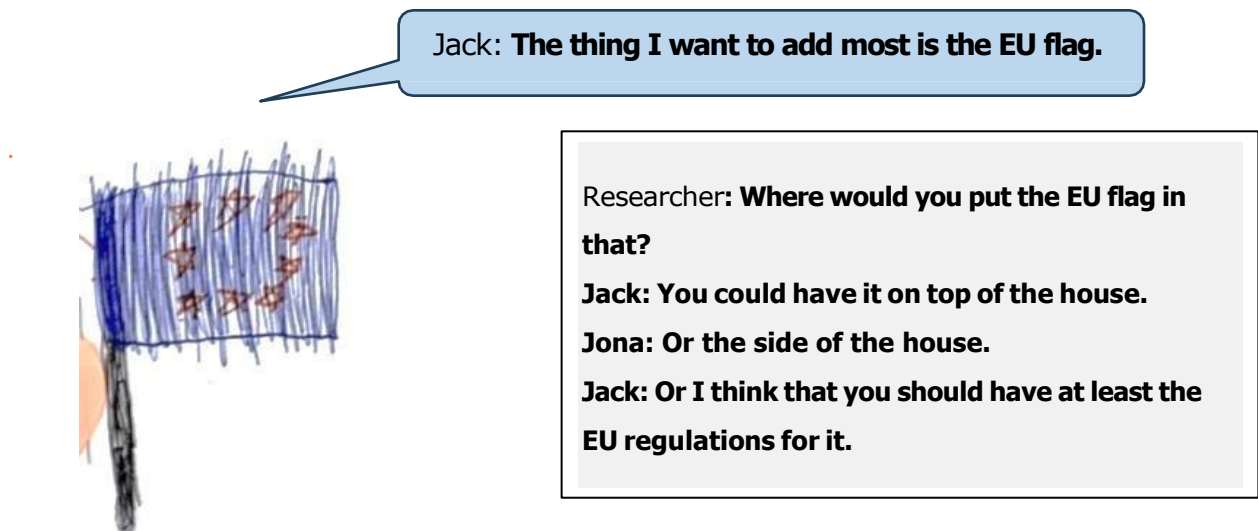 Jack: The thing I want to add most is the EU flag.
Researcher: Where would you put the EU flag in
that?
Jack: You could have it on top of the house.
Jona: Or the side of the house.
Jack: Or I think that you should have at least the
EU regulations for it.